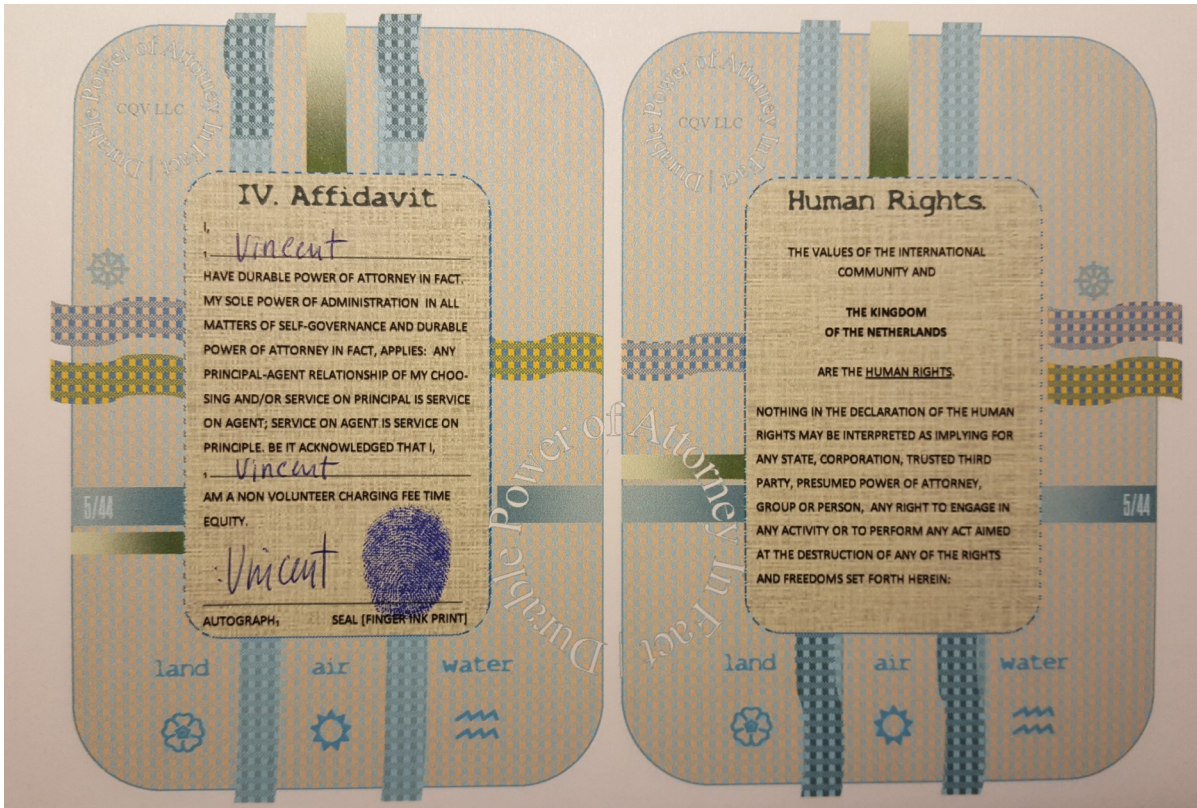 Durable Power of Attorney In Fact |
CQV LLC
IV. Affidavit
I,
, Vincent
HAVE DURABLE POWER OF ATTORNEY IN FACT.
MY SOLE POWER OF ADMINISTRATION IN ALL
MATTERS OF SELF-GOVERNANCE AND DURABLE
POWER OF ATTORNEY IN FACT, APPLIES: ANY
PRINCIPAL-AGENT RELATIONSHIP OF MY CHOO-
SING AND/OR SERVICE ON PRINCIPAL IS SERVICE
ON AGENT; SERVICE ON AGENT IS SERVICE ON
PRINCIPLE. BE IT ACKNOWLEDGED THAT I,
, Vincent
AM A NON VOLUNTEER CHARGING FEE TIME
EQUITY.
: Vincent
AUTOGRAPH; SEAL [FINGER INK PRINT]
5/44
land air water
Durable Power of Attorney In Fact |
Durable Power of Attorney In Fact |
CQV LLC
Human Rights.
THE VALUES OF THE INTERNATIONAL
COMMUNITY AND
THE KINGDOM
OF THE NETHERLANDS
ARE THE HUMAN RIGHTS.
NOTHING IN THE DECLARATION OF THE HUMAN
RIGHTS MAY BE INTERPRETED AS IMPLYING FOR
ANY STATE, CORPORATION, TRUSTED THIRD
PARTY, PRESUMED POWER OF ATTORNEY,
GROUP OR PERSON, ANY RIGHT TO ENGAGE IN
ANY ACTIVITY OR TO PERFORM ANY ACT AIMED
AT THE DESTRUCTION OF ANY OF THE RIGHTS
AND FREEDOMS SET FORTH HEREIN:
5/44
land air water